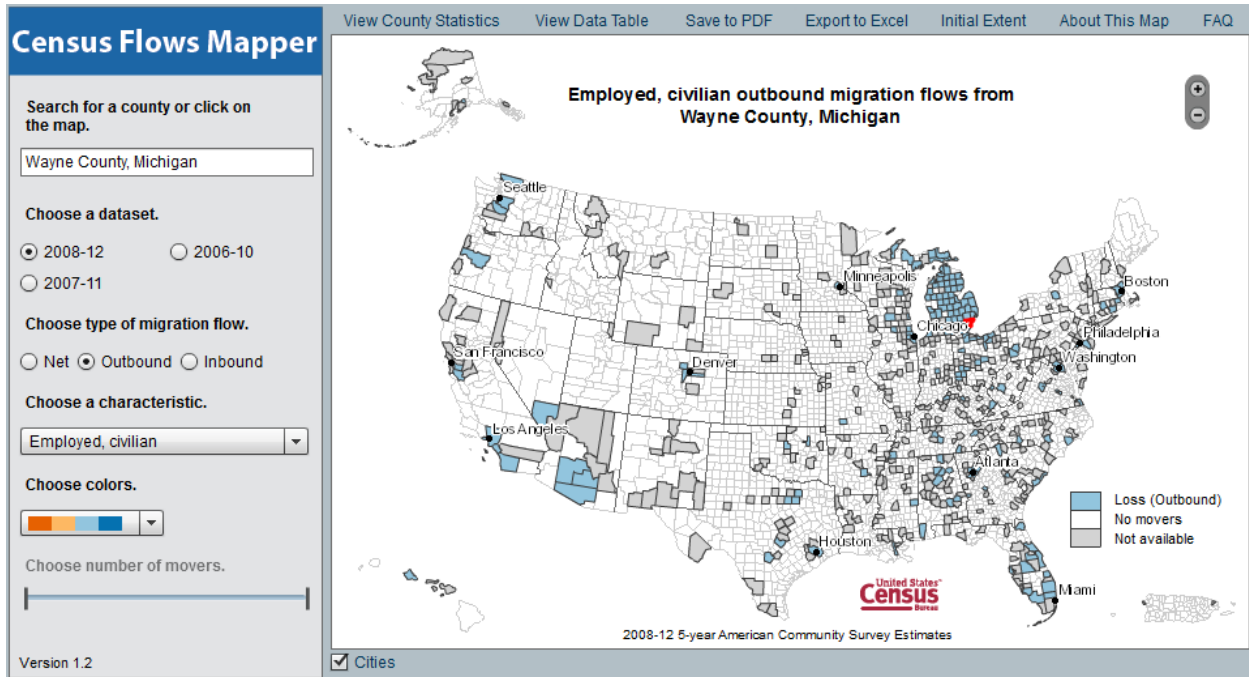 Census Flows Mapper
Search for a county or click on
the map.
Wayne County, Michigan
Choose a dataset.
2008-12
2006-10
2007-11
Choose type of migration flow.
Net
Outbound
Inbound
Choose a characteristic.
Employed, civilian
Choose colors.
Choose number of movers.
Version 1.2
View County Statistics
View Data Table
Save to PDF
Export to Excel
Initial Extent
About This Map
FAQ
Employed, civilian outbound migration flows from
Wayne County, Michigan
Seattle
Minneapolis
Boston
Chicago
Philadelphia
San Francisco
Denver
Washington
Los Angeles
Atlanta
Houston
Miami
Loss (Outbound)
No movers
Not available
United States
Census
Bureau
2008-12 5-year American Community Survey Estimates
Cities